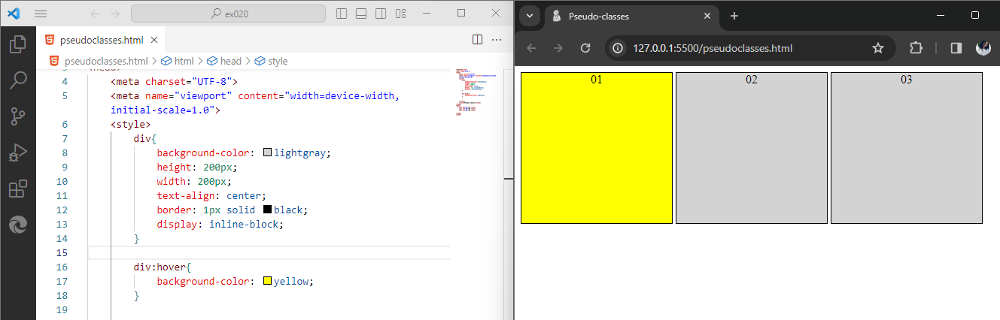 ex020
pseudoclasses.html
pseudoclasses.html > html > head > style
4 <meta charset="UTF-8">
5 <meta name="viewport" content="width=device-width,
initial-scale=1.0">
6 <style>
7 div{
8 background-color: lightgray;
9 height: 200px;
10 width: 200px;
11 text-align: center;
12 border: 1px solid black;
13 display: inline-block;
14 }
15
16 div:hover{
17 background-color: yellow;
18 }
19
Pseudo-classes
127.0.0.1:5500/pseudoclasses.html
01
02
03